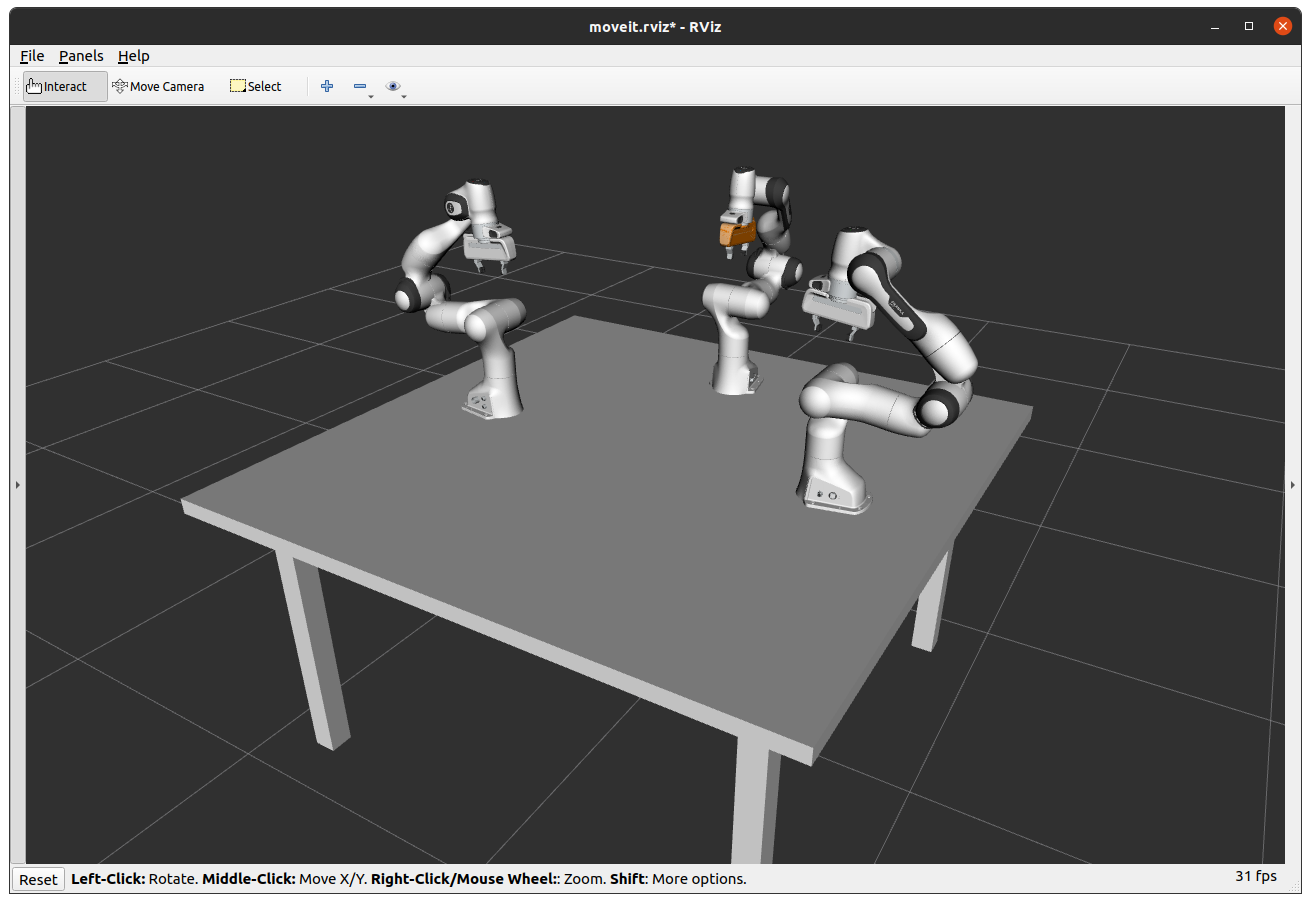 moveit.rviz* - RViz
File Panels Help
Interact Move Camera Select
Reset Left-Click: Rotate. Middle-Click: Move X/Y. Right-Click/Mouse Wheel:: Zoom. Shift: More options. 31 fps